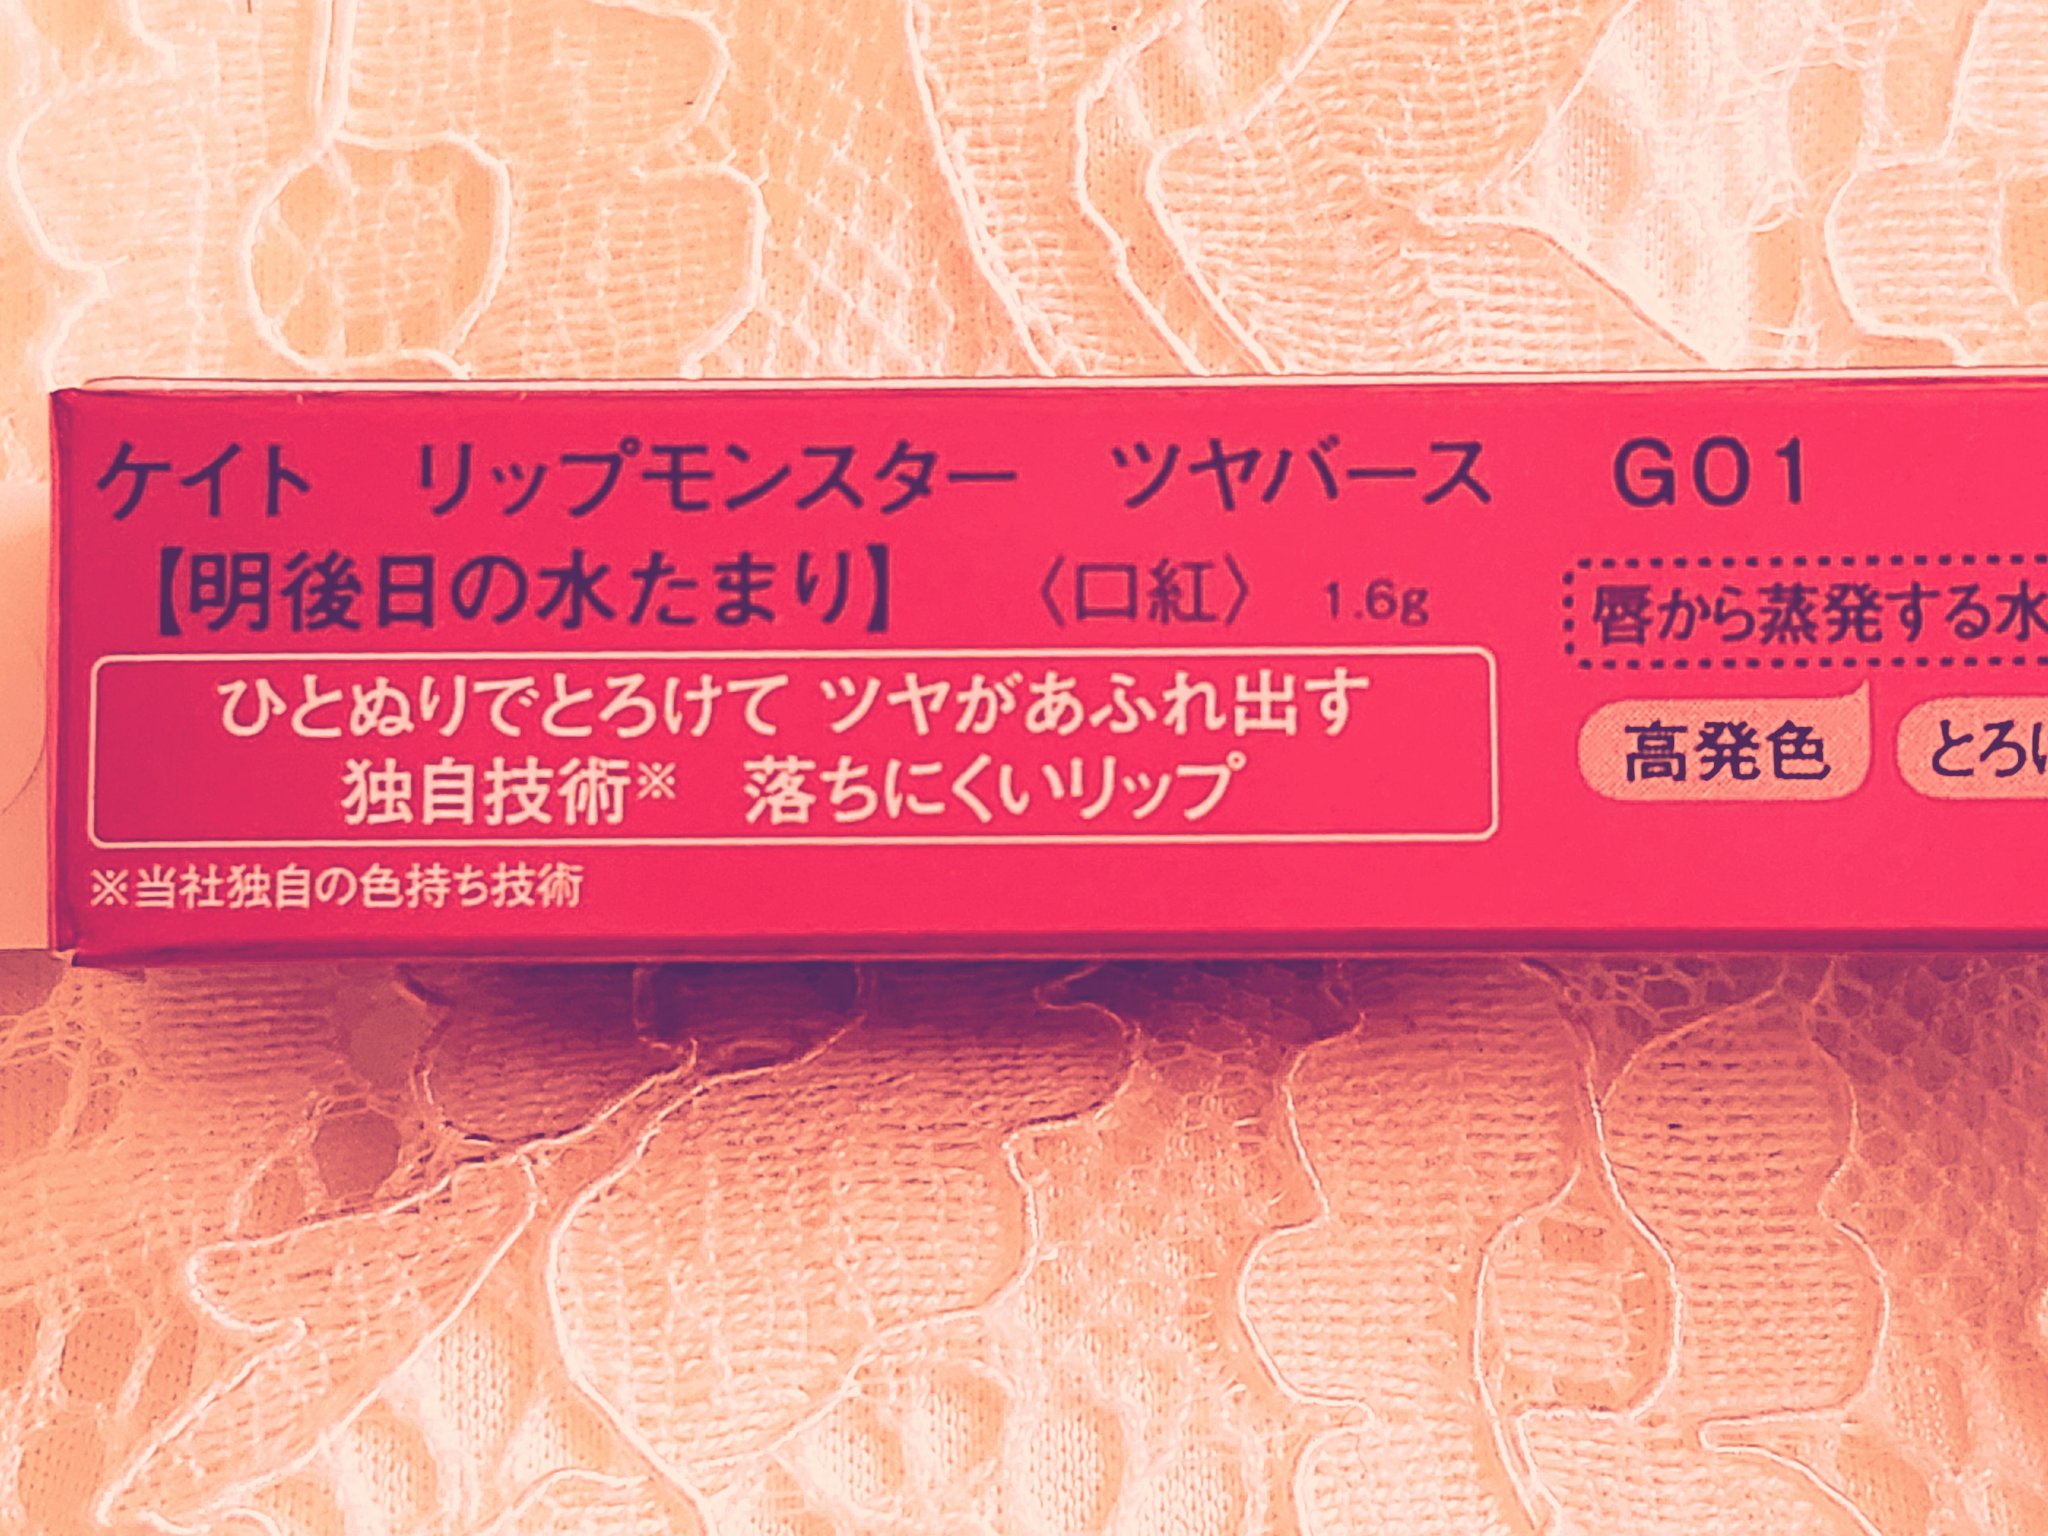 ケイト　リップモンスター　ツヤバース　G01
【明後日の水たまり】　〈口紅〉　1.6g
ひとぬりでとろけて ツヤがあふれ出す
独自技術※　落ちにくいリップ
※当社独自の色持ち技術
唇から蒸発する水
高発色
とろけ